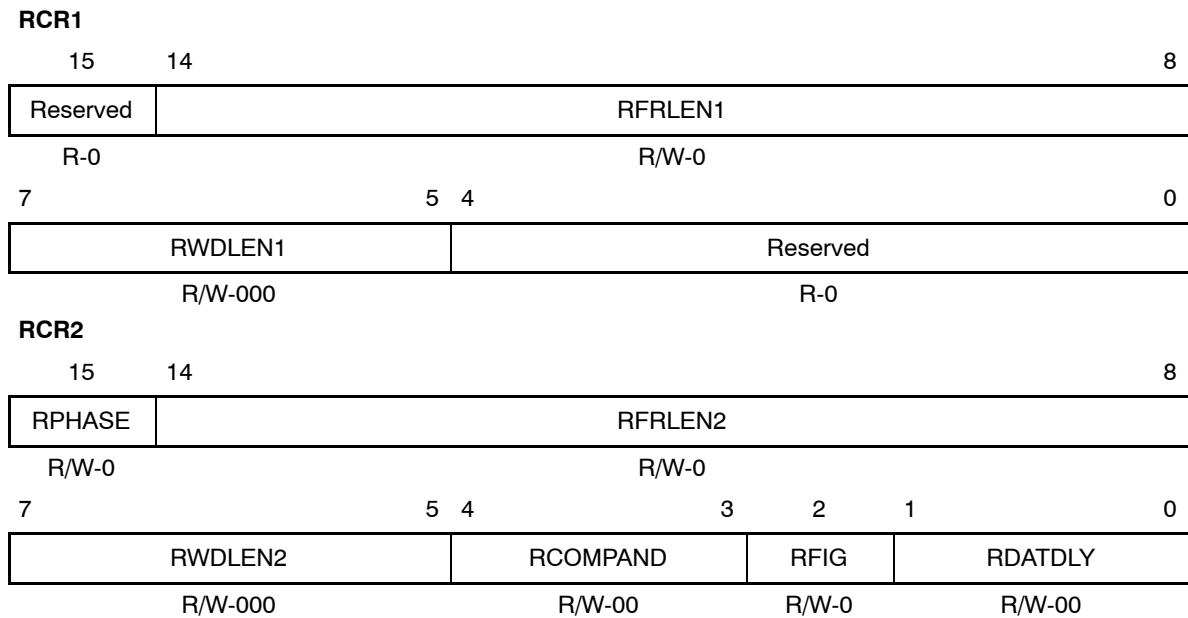 RCR1
15 14 8
Reserved RFRLEN1
R-0 R/W-0
7 5 4 0
RWDLEN1 Reserved
R/W-000 R-0
RCR2
15 14 8
RPHASE RFRLEN2
R/W-0 R/W-0
7 5 4 3 2 1 0
RWDLEN2 RCOMPAND RFIG RDATDLY
R/W-000 R/W-00 R/W-0 R/W-00